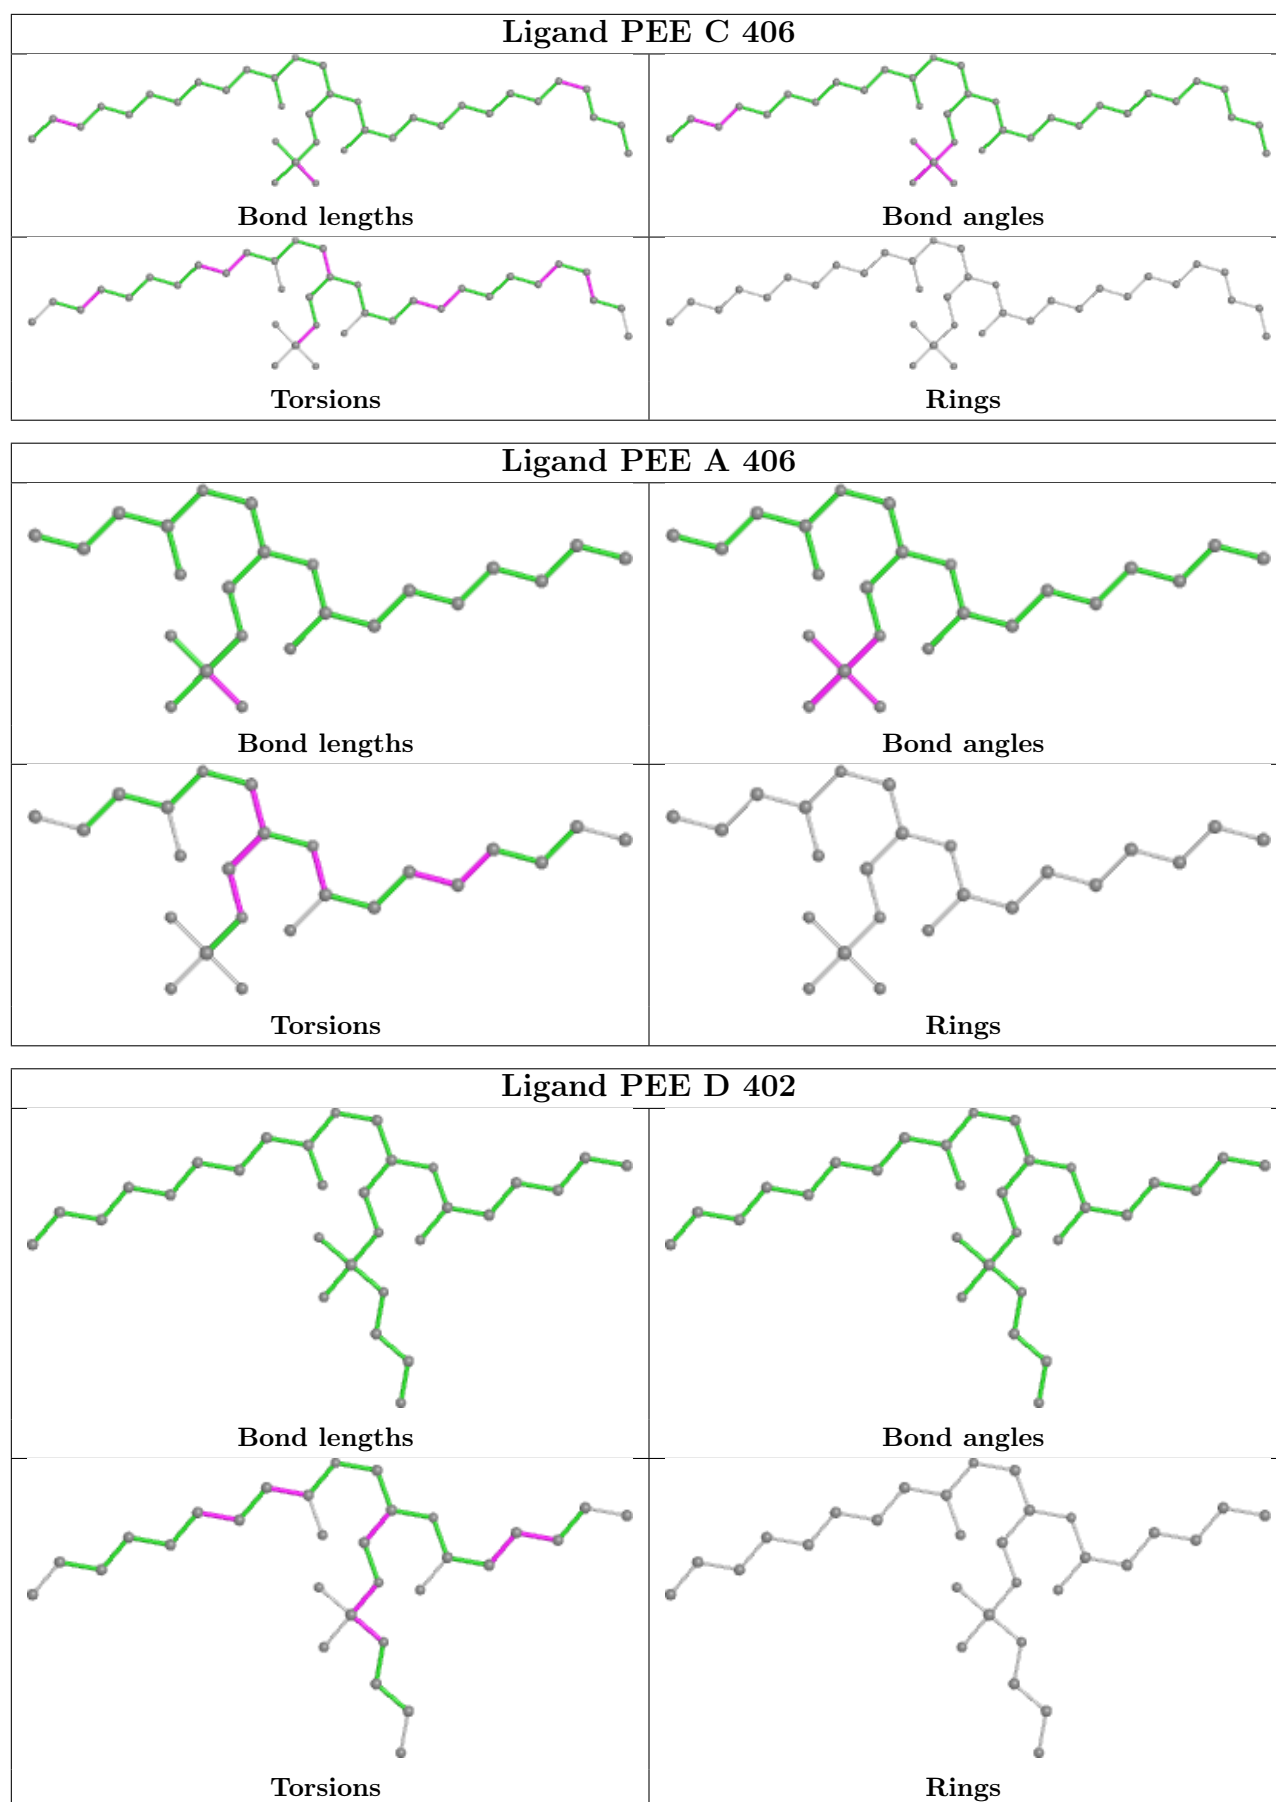 Ligand PEE C 406
Bond lengths
Bond angles
Torsions
Rings
Ligand PEE A 406
Bond lengths
Bond angles
Torsions
Rings
Ligand PEE D 402
Bond lengths
Bond angles
Torsions
Rings